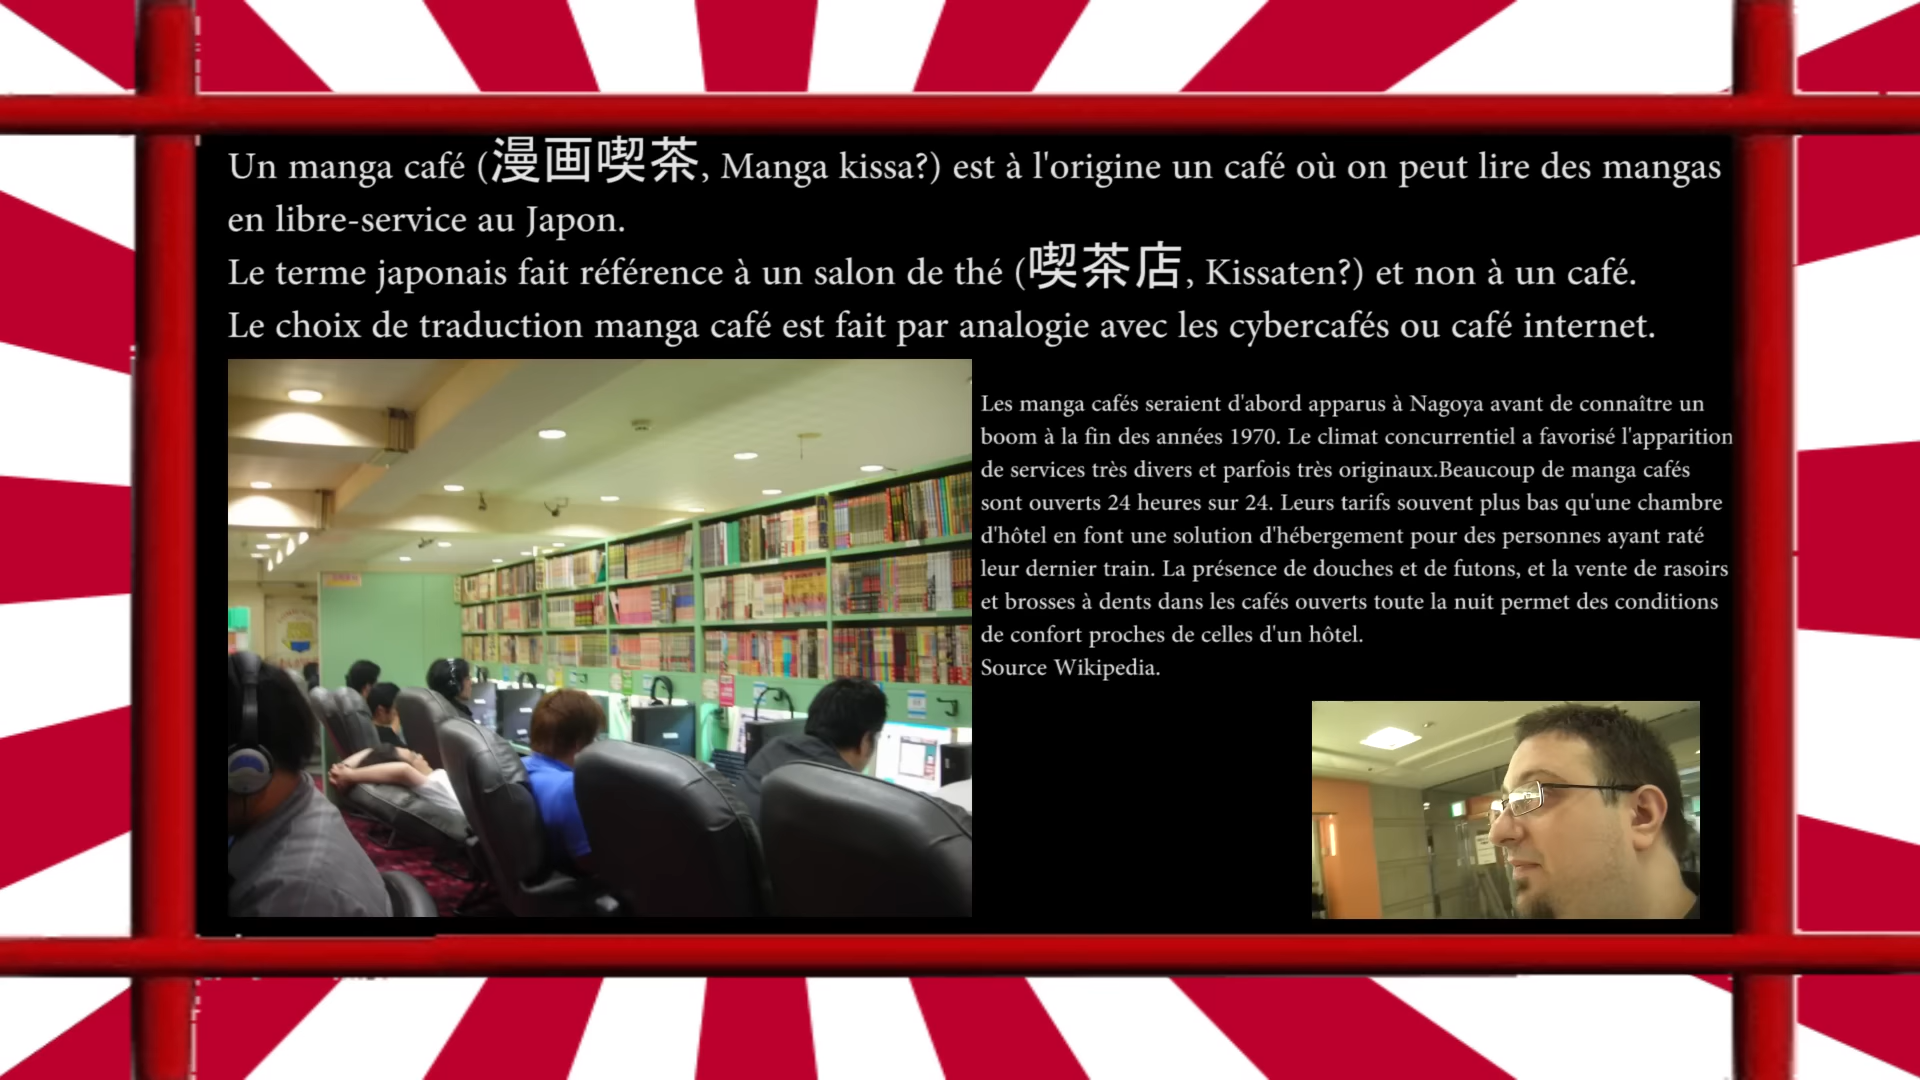 Un manga café (漫画喫茶, Manga kissa?) est à l'origine un café où on peut lire des mangas
en libre-service au Japon.
Le terme japonais fait référence à un salon de thé (喫茶店, Kissaten?) et non à un café.
Le choix de traduction manga café est fait par analogie avec les cybercafés ou café internet.
Les manga cafés seraient d'abord apparus à Nagoya avant de connaître un
boom à la fin des années 1970. Le climat concurrentiel a favorisé l'apparition
de services très divers et parfois très originaux.Beaucoup de manga cafés
sont ouverts 24 heures sur 24. Leurs tarifs souvent plus bas qu'une chambre
d'hôtel en font une solution d'hébergement pour des personnes ayant raté
leur dernier train. La présence de douches et de futons, et la vente de rasoirs
et brosses à dents dans les cafés ouverts toute la nuit permet des conditions
de confort proches de celles d'un hôtel.
Source Wikipedia.